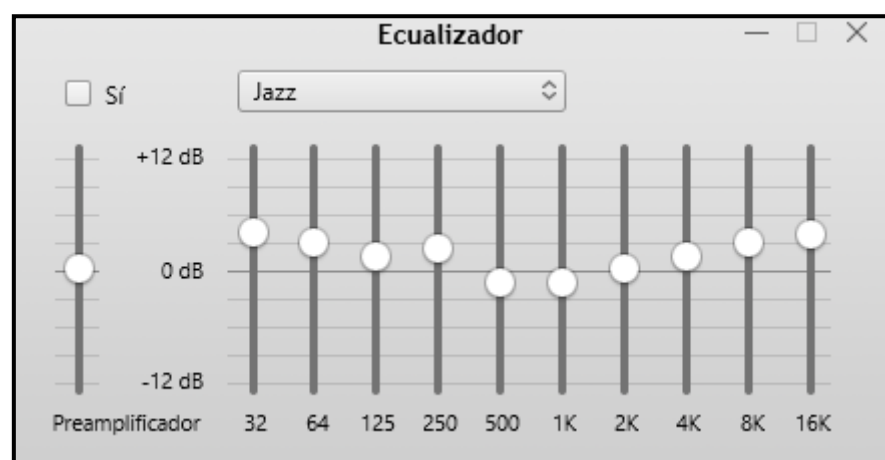 Ecualizador
Sí
Jazz
+12 dB
0 dB
-12 dB
Preamplificador 32 64 125 250 500 1K 2K 4K 8K 16K